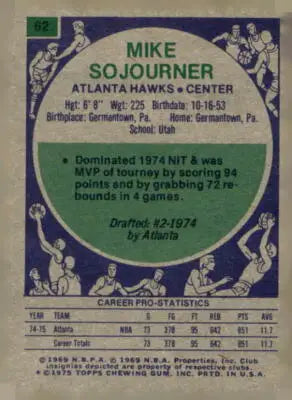 62
MIKE
SOJOURNER
ATLANTA HAWKS • CENTER
Hgt: 6' 8" Wgt: 225 Birthdate: 10-16-53
Birthplace: Germantown, Pa. Home: Germantown, Pa.
School: Utah
• Dominated 1974 NIT & was
MVP of tourney by scoring 94
points and by grabbing 72 re-
bounds in 4 games.
Drafted: #2-1974
by Atlanta
CAREER PRO-STATISTICS
YEAR TEAM G FG FT REB PTS AVG
74-75 Atlanta NBA 73 378 95 642 851 11.7
Career Totals 73 378 95 642 851 11.7
© 1969 N.B.P.A. © 1969 N.B.A. Properties, Inc. Club
insignias depicted are property of respective clubs.
© 1975 TOPPS CHEWING GUM, INC. PRTD. IN U.S.A.